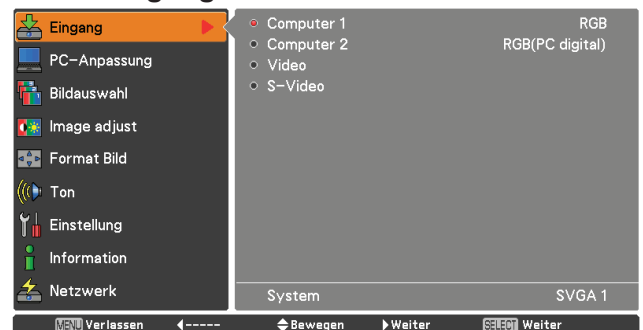 Eingang
Computer 1 RGB
Computer 2 RGB(PC digital)
Video
S-Video
PC-Anpassung
Bildauswahl
Image adjust
Format Bild
Ton
Einstellung
Information
Netzwerk
System SVGA 1
MENU Verlassen ◀----- ◆Bewegen ▶Weiter SELECT Weiter